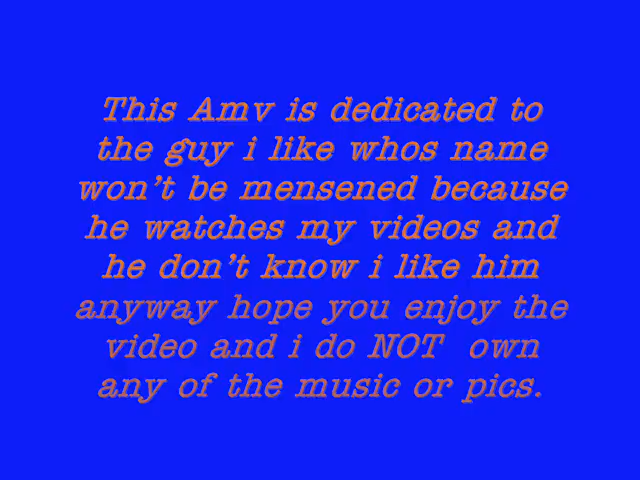 This Amv is dedicated to
the guy i like whos name
won't be mensened because
he watches my videos and
he don't know i like him
anyway hope you enjoy the
video and i do NOT own
any of the music or pics.